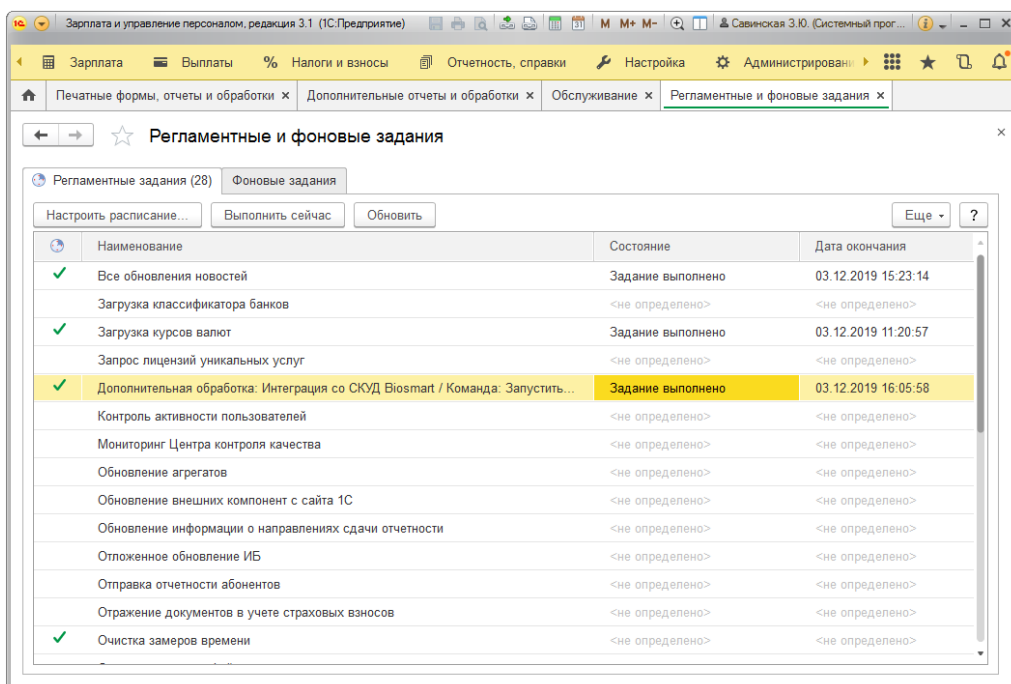 Зарплата и управление персоналом, редакция 3.1 (1С:Предприятие) M M+ M- Савинская З.Ю. (Системный прог...
Зарплата Выплаты % Налоги и взносы Отчетность, справки Настройка Администрировани
Печатные формы, отчеты и обработки × Дополнительные отчеты и обработки × Обслуживание × Регламентные и фоновые задания ×
Регламентные и фоновые задания
Регламентные задания (28) Фоновые задания
Настроить расписание... Выполнить сейчас Обновить Еще ?
Наименование Состояние Дата окончания
Все обновления новостей Задание выполнено 03.12.2019 15:23:14
Загрузка классификатора банков <не определено> <не определено>
Загрузка курсов валют Задание выполнено 03.12.2019 11:20:57
Запрос лицензий уникальных услуг <не определено> <не определено>
Дополнительная обработка: Интеграция со СКУД Biosmart / Команда: Запустить... Задание выполнено 03.12.2019 16:05:58
Контроль активности пользователей <не определено> <не определено>
Мониторинг Центра контроля качества <не определено> <не определено>
Обновление агрегатов <не определено> <не определено>
Обновление внешних компонент с сайта 1С <не определено> <не определено>
Обновление информации о направлениях сдачи отчетности <не определено> <не определено>
Отложенное обновление ИБ <не определено> <не определено>
Отправка отчетности абонентов <не определено> <не определено>
Отражение документов в учете страховых взносов <не определено> <не определено>
Очистка замеров времени <не определено> <не определено>